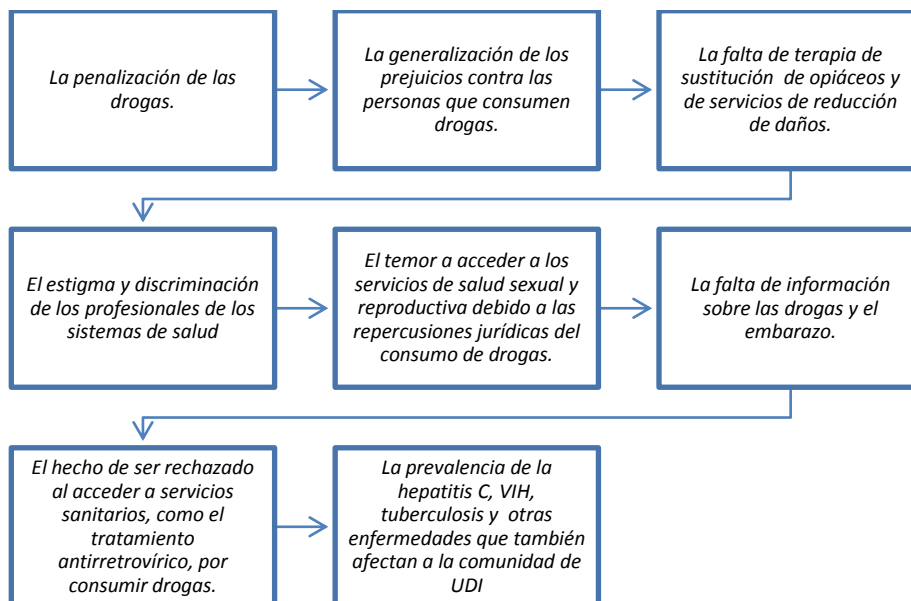 La penalización de las
drogas.
La generalización de los
prejuicios contra las
personas que consumen
drogas.
La falta de terapia de
sustitución de opiáceos y
de servicios de reducción
de daños.
El estigma y discriminación
de los profesionales de los
sistemas de salud
El temor a acceder a los
servicios de salud sexual y
reproductiva debido a las
repercusiones jurídicas del
consumo de drogas.
La falta de información
sobre las drogas y el
embarazo.
El hecho de ser rechazado
al acceder a servicios
sanitarios, como el
tratamiento
antirretrovírico, por
consumir drogas.
La prevalencia de la
hepatitis C, VIH,
tuberculosis y otras
enfermedades que también
afectan a la comunidad de
UDI